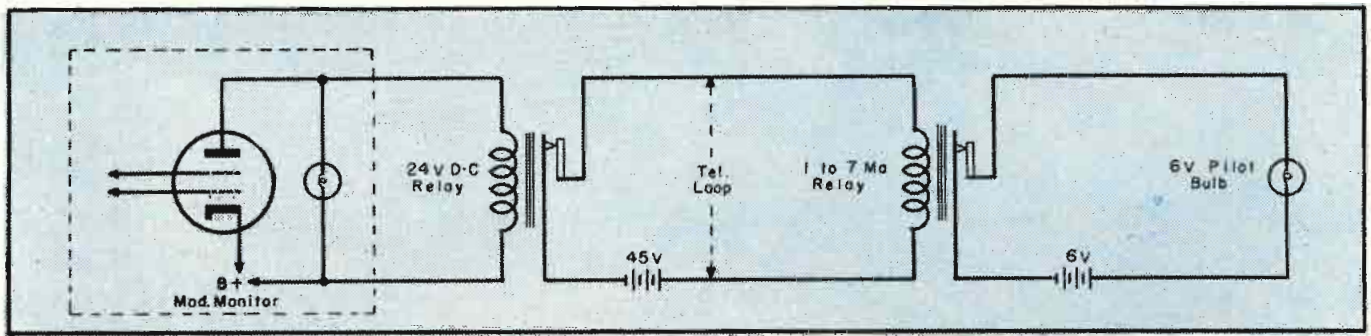 24V D-C
Relay
Tel.
Loop
1 to 7 Ma
Relay
6V Pilot
Bulb
45V
6V
B+
Mod. Monitor